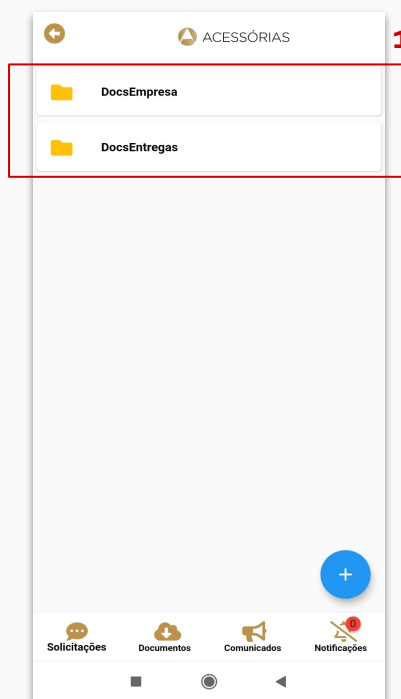 ACESSÓRIAS
1
DocsEmpresa
DocsEntregas
+
0
Solicitações
Documentos
Comunicados
Notificações